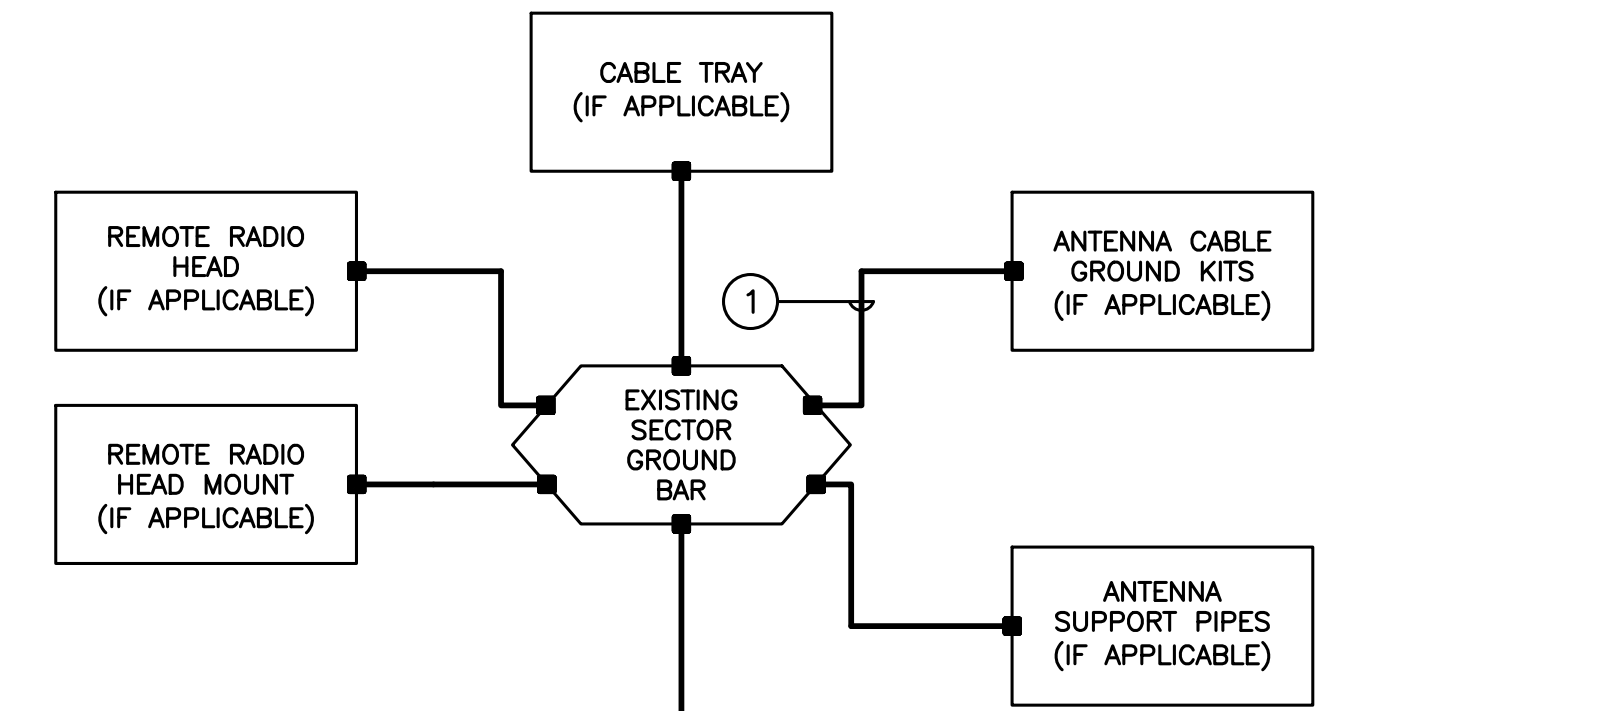 CABLE TRAY
(IF APPLICABLE)
REMOTE RADIO
HEAD
(IF APPLICABLE)
ANTENNA CABLE
GROUND KITS
(IF APPLICABLE)
1
EXISTING
SECTOR
GROUND
BAR
REMOTE RADIO
HEAD MOUNT
(IF APPLICABLE)
ANTENNA
SUPPORT PIPES
(IF APPLICABLE)